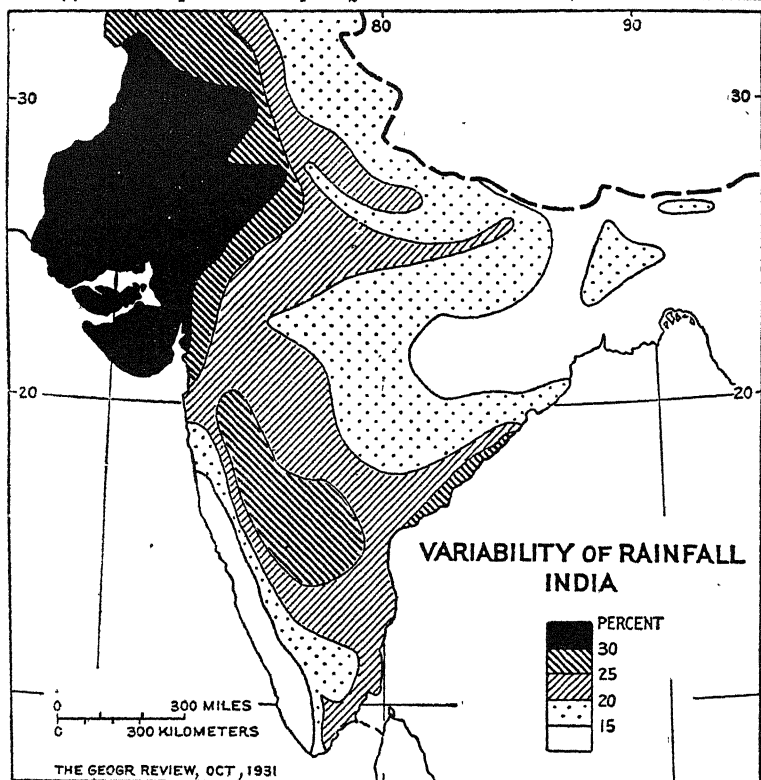 80 90
30 30
20 20
VARIABILITY OF RAINFALL
INDIA
PERCENT
30
25
20
15
0 300 MILES
0 300 KILOMETERS
THE GEOGR REVIEW, OCT, 1931